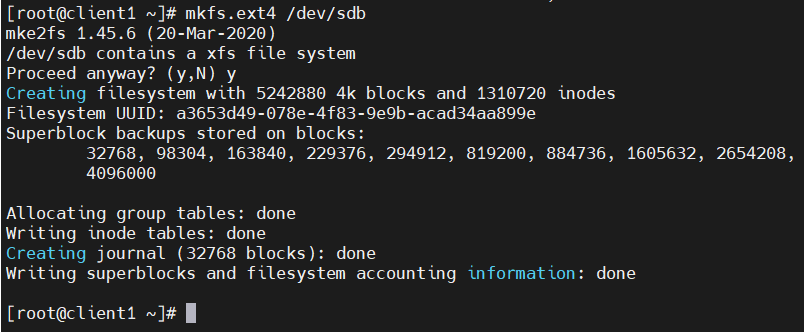 [root@client1 ~]# mkfs.ext4 /dev/sdb
mke2fs 1.45.6 (20-Mar-2020)
/dev/sdb contains a xfs file system
Proceed anyway? (y,N) y
Creating filesystem with 5242880 4k blocks and 1310720 inodes
Filesystem UUID: a3653d49-078e-4f83-9e9b-acad34aa899e
Superblock backups stored on blocks:
32768, 98304, 163840, 229376, 294912, 819200, 884736, 1605632, 2654208,
4096000
Allocating group tables: done
Writing inode tables: done
Creating journal (32768 blocks): done
Writing superblocks and filesystem accounting information: done
[root@client1 ~]#